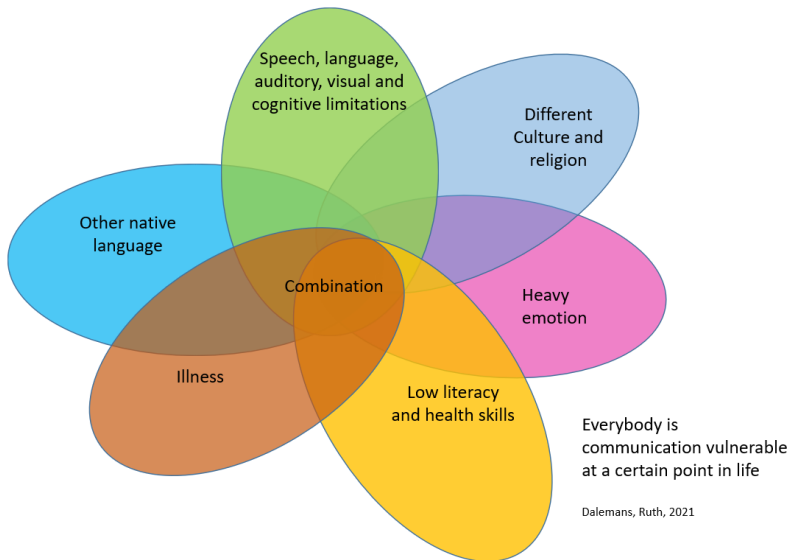 Speech, language,
auditory, visual and
cognitive limitations
Different
Culture and
religion
Other native
language
Combination
Heavy
emotion
Illness
Low literacy
and health skills
Everybody is
communication vulnerable
at a certain point in life
Dalemans, Ruth, 2021